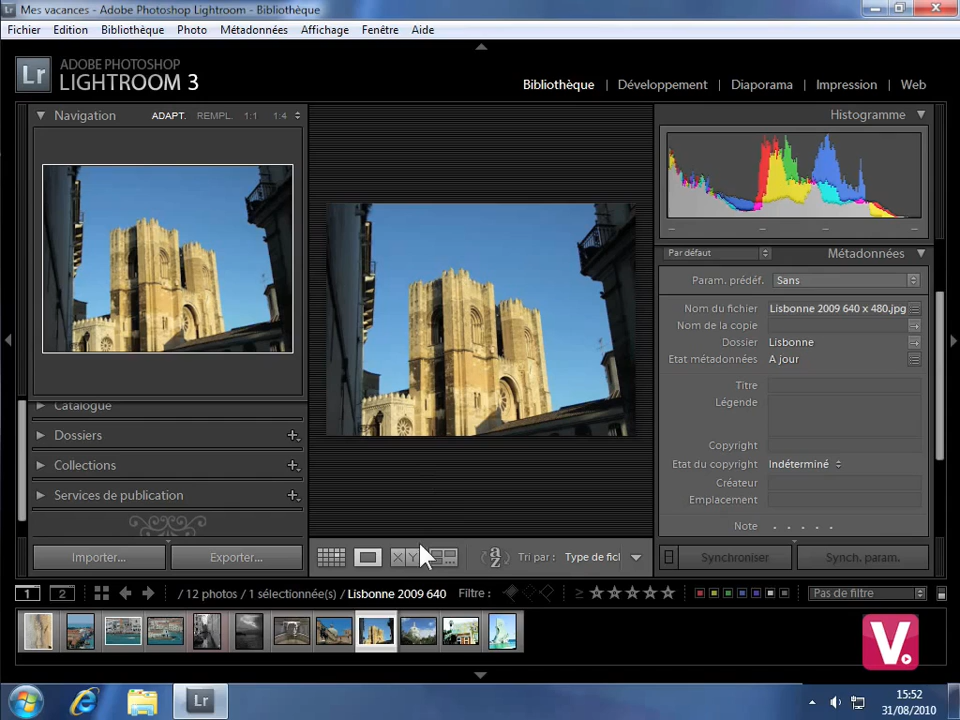 Mes vacances - Adobe Photoshop Lightroom - Bibliothèque
Fichier Edition Bibliothèque Photo Métadonnées Affichage Fenêtre Aide
Lr ADOBE PHOTOSHOP
LIGHTROOM 3
Bibliothèque | Développement | Diaporama | Impression | Web
Navigation ADAPT. REMPL. 1:1 1:4
Histogramme
Par défaut Métadonnées
Param. prédéf. Sans
Nom du fichier Lisbonne 2009 640 x 480.jpg
Nom de la copie
Dossier Lisbonne
Etat métadonnées A jour
Titre
Légende
Copyright
Etat du copyright Indéterminé
Créateur
Emplacement
Note
Catalogue
Dossiers
Collections
Services de publication
Importer... Exporter...
X Y a z Tri par : Type de fich
Synchroniser Synch. param.
1 2 / 12 photos / 1 sélectionnée(s) / Lisbonne 2009 640 Filtre : ≥ Pas de filtre
V
Lr
15:52
31/08/2010